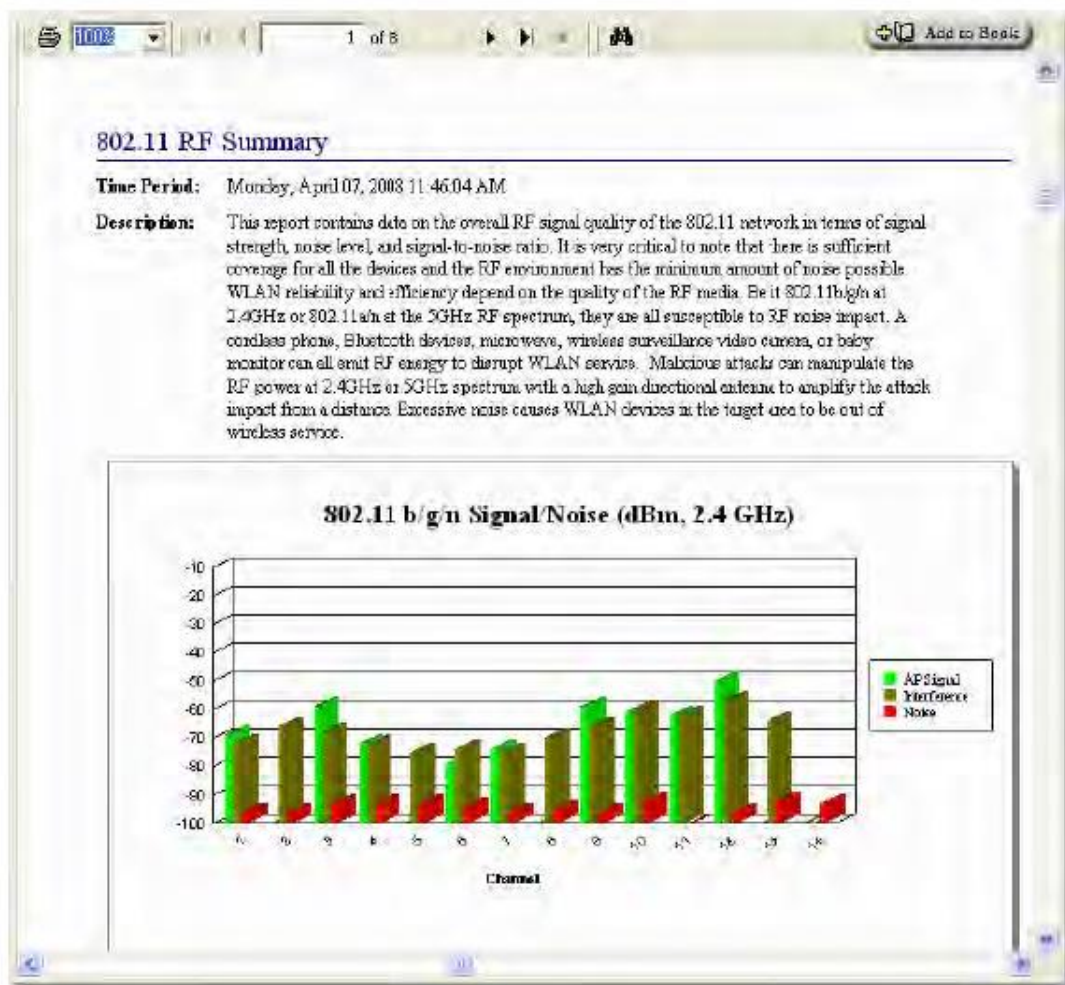 100%
1 of 8
Add to Book
802.11 RF Summary
Time Period: Monday, April 07, 2008 11:46:04 AM
Description: This report contains data on the overall RF signal quality of the 802.11 network in terms of signal
strength, noise level, and signal-to-noise ratio. It is very critical to note that there is sufficient
coverage for all the devices and the RF environment has the minimum amount of noise possible.
WLAN reliability and efficiency depend on the quality of the RF media. Be it 802.11b/g/n at
2.4GHz or 802.11a/n at the 5GHz RF spectrum, they are all susceptible to RF noise impact. A
cordless phone, Bluetooth devices, microwave, wireless surveillance video camera, or baby
monitor can all emit RF energy to disrupt WLAN service. Malicious attacks can manipulate the
RF power at 2.4GHz or 5GHz spectrum with a high gain directional antenna to amplify the attack
impact from a distance. Excessive noise causes WLAN devices in the target area to be out of
wireless service.
802.11 b/g/n Signal/Noise (dBm, 2.4 GHz)
-10
-20
-30
-40
-50
-60
-70
-80
-90
-100
AP Signal
Interference
Noise
Channel